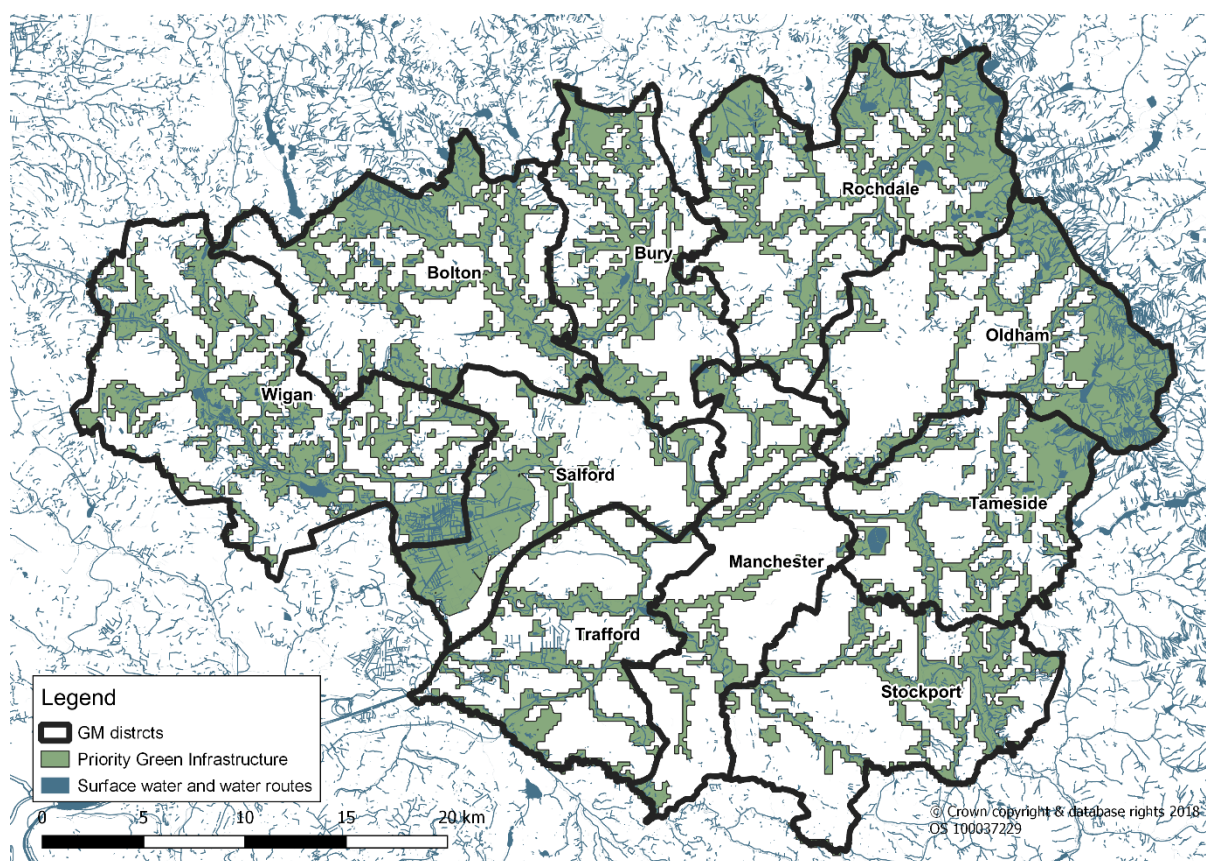 Rochdale
Bury
Bolton
Oldham
Wigan
Salford
Tameside
Manchester
Trafford
Stockport
Legend
GM distrcts
Priority Green Infrastructure
Surface water and water routes
0 5 10 15 20 km
© Crown copyright & database rights 2018
OS 100037229